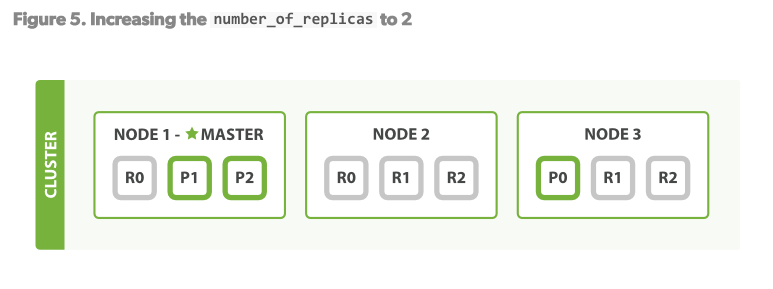 Figure 5. Increasing the number_of_replicas to 2
CLUSTER
NODE 1 - ★ MASTER
R0 P1 P2
NODE 2
R0 R1 R2
NODE 3
P0 R1 R2